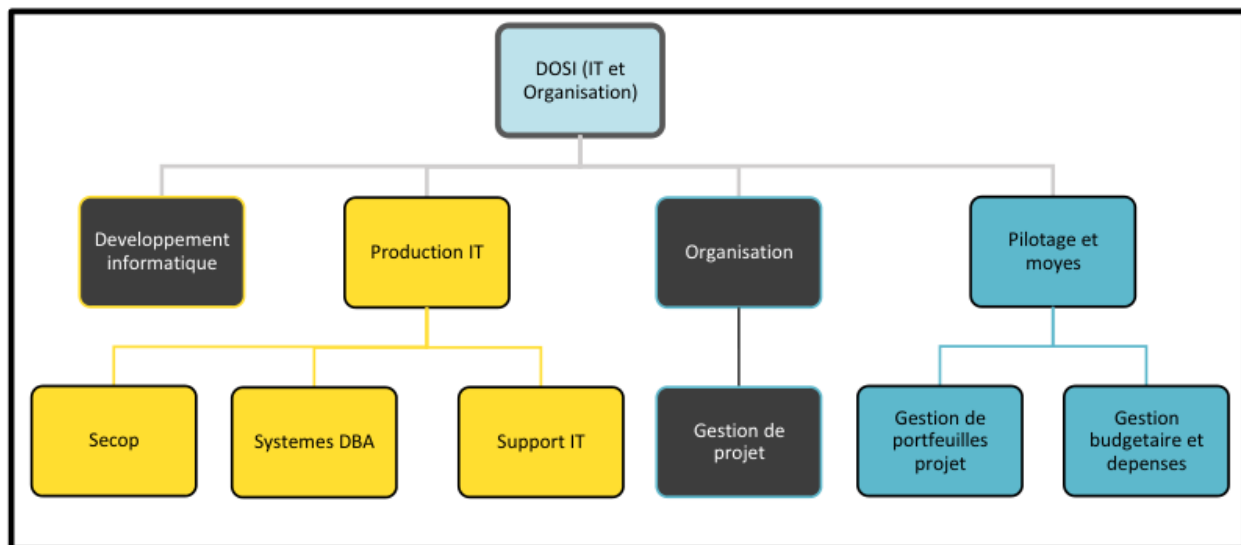 DOSI (IT et
Organisation)
Developpement
informatique
Production IT
Organisation
Pilotage et
moyes
Secop
Systemes DBA
Support IT
Gestion de
projet
Gestion de
portfeuilles
projet
Gestion
budgetaire et
depenses